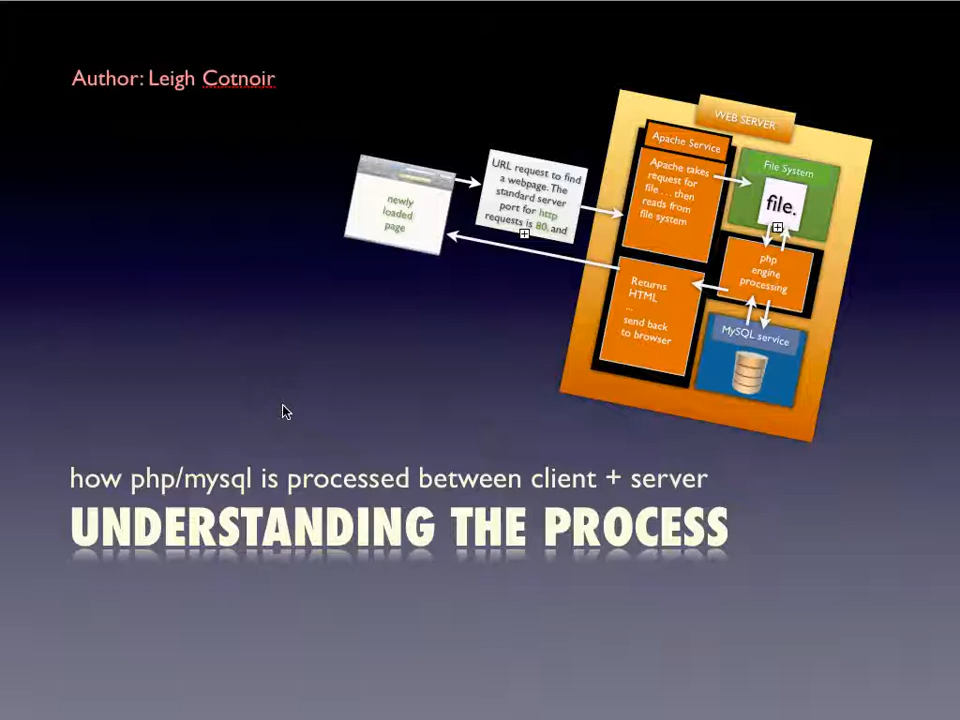 Author: Leigh Cotnoir
WEB SERVER
Apache Service
Apache takes
request for
file . . . then
reads from
file system
File System
file.
URL request to find
a webpage. The
standard server
port for http
requests is 80, and
newly
loaded
page
php
engine
processing
Returns
HTML
...
send back
to browser
MySQL service
how php/mysql is processed between client + server
UNDERSTANDING THE PROCESS